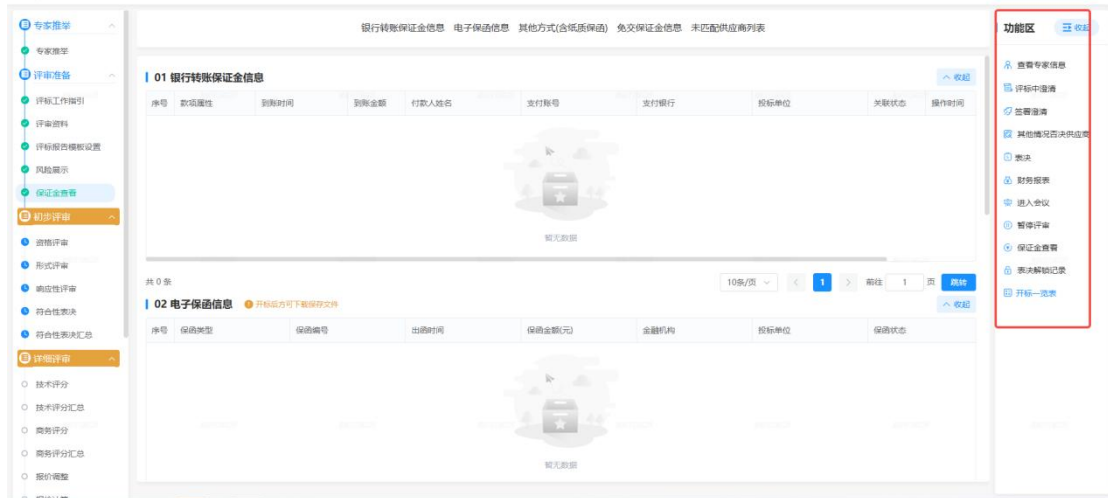 专家推举
专家推举
评审准备
评标工作指引
评审资料
评标报告模板设置
风险展示
保证金查看
初步评审
资格评审
形式评审
响应性评审
符合性表决
符合性表决汇总
详细评审
技术评分
技术评分汇总
商务评分
商务评分汇总
报价调整
银行转账保证金信息 电子保函信息 其他方式(含纸质保函) 免交保证金信息 未匹配供应商列表
01 银行转账保证金信息 收起
序号 款项属性 到账时间 到账金额 付款人姓名 支付账号 支付银行 投标单位 关联状态 操作时间
暂无数据
共 0 条 10条/页 1 前往 1 页 跳转
02 电子保函信息 开标后方可下载保存文件 收起
序号 保函类型 保函编号 出函时间 保函金额(元) 金融机构 投标单位 保函状态
暂无数据
功能区 收起
查看专家信息
评标中澄清
签署澄清
其他情况否决供应商
表决
财务报表
进入会议
暂停评审
保证金查看
表决解锁记录
开标一览表